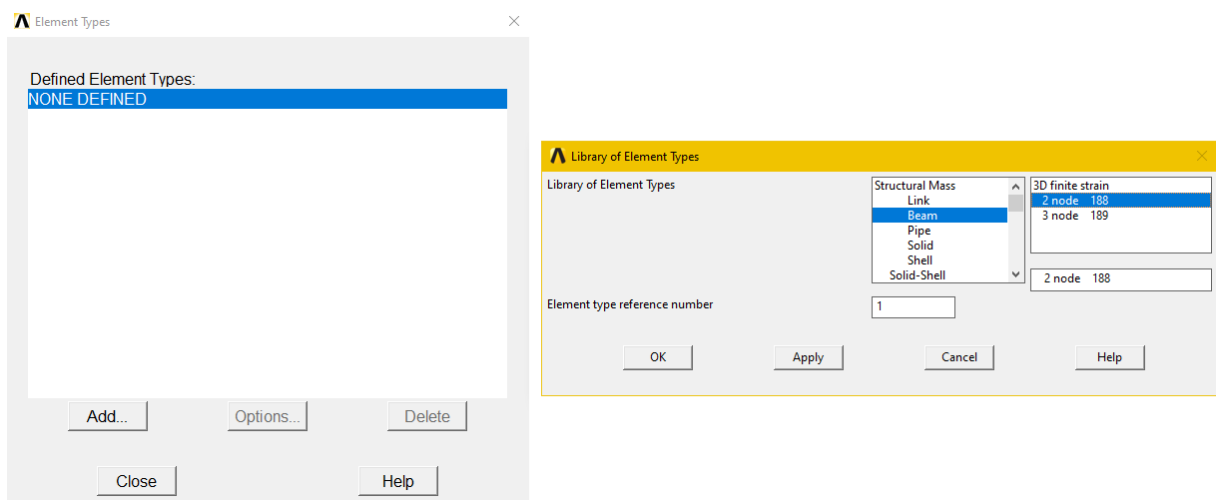 Element Types
Defined Element Types:
NONE DEFINED
Add...
Options...
Delete
Close
Help
Library of Element Types
Library of Element Types
Structural Mass
Link
Beam
Pipe
Solid
Shell
Solid-Shell
3D finite strain
2 node 188
3 node 189
2 node 188
Element type reference number
1
OK
Apply
Cancel
Help